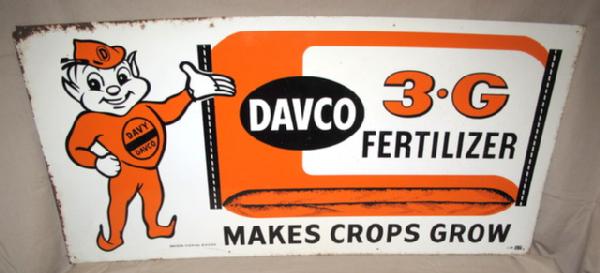 D
DAVY
DAVCO
DAVCO
3·G
FERTILIZER
MAKES CROPS GROW